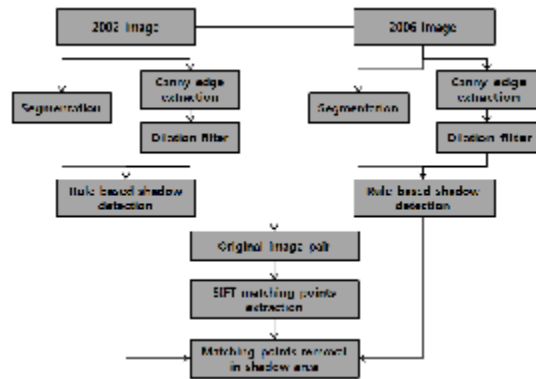 2002 image
2006 image
Canny edge
extraction
Canny edge
extraction
Segmentation
Segmentation
Dilation filter
Dilation filter
Rule based shadow
detection
Rule based shadow
detection
Original image pair
SIFT matching points
extraction
Matching points removal
in shadow area